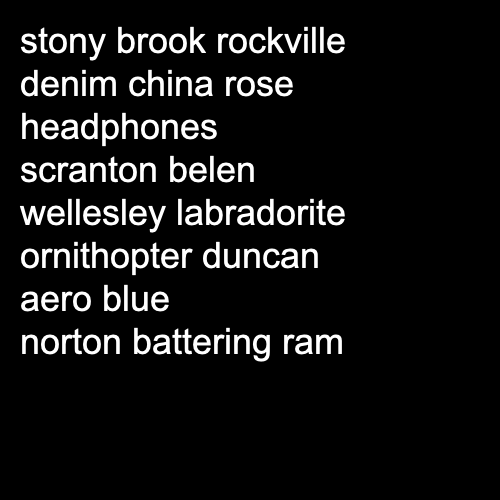 stony brook rockville
denim china rose
headphones
scranton belen
wellesley labradorite
ornithopter duncan
aero blue
norton battering ram